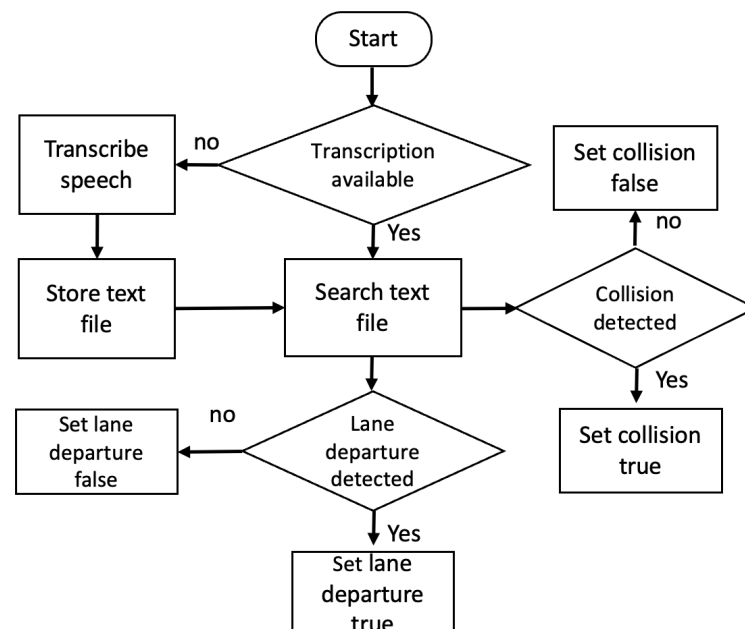 Start
no
Transcribe
speech
Transcription
available
Set collision
false
Yes
no
Store text
file
Search text
file
Collision
detected
Yes
Set lane
departure
false
no
Lane
departure
detected
Set collision
true
Yes
Set lane
departure
true